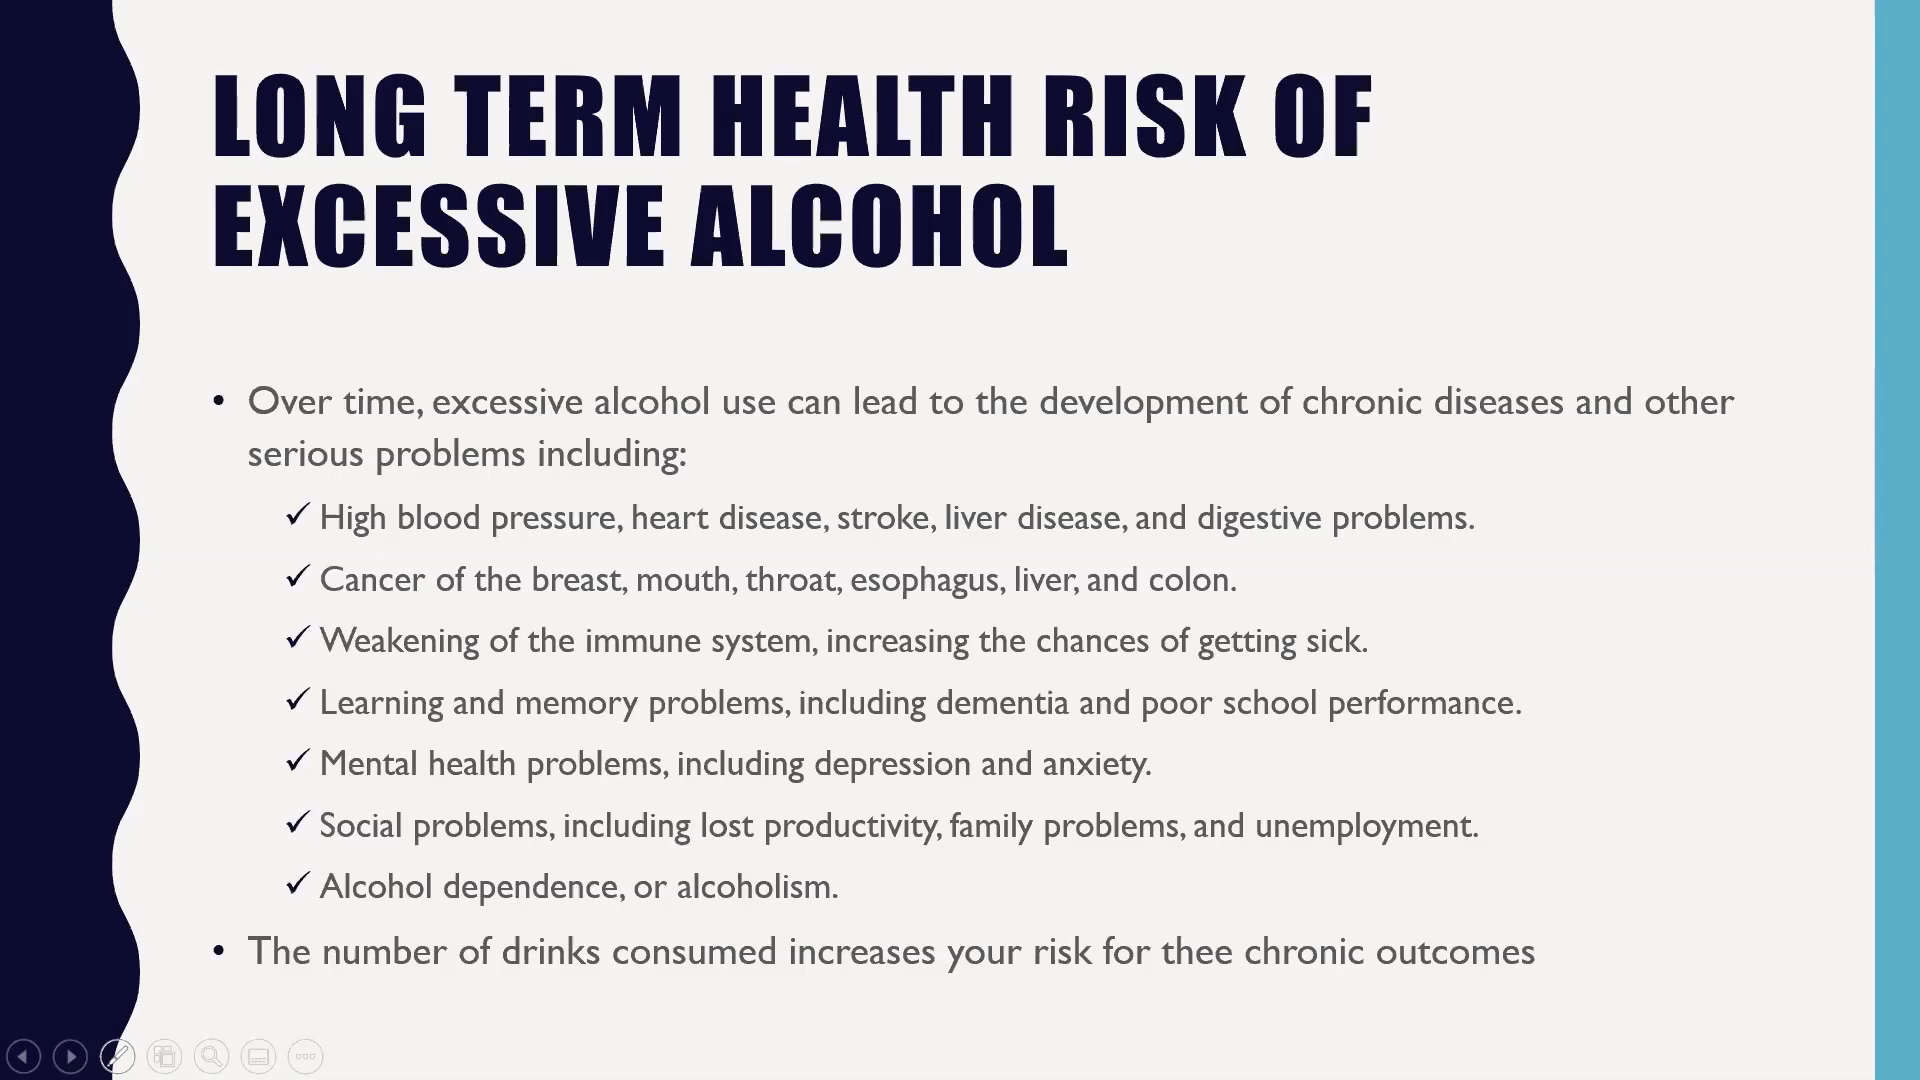 LONG TERM HEALTH RISK OF
EXCESSIVE ALCOHOL
• Over time, excessive alcohol use can lead to the development of chronic diseases and other
serious problems including:
✓ High blood pressure, heart disease, stroke, liver disease, and digestive problems.
✓ Cancer of the breast, mouth, throat, esophagus, liver, and colon.
✓ Weakening of the immune system, increasing the chances of getting sick.
✓ Learning and memory problems, including dementia and poor school performance.
✓ Mental health problems, including depression and anxiety.
✓ Social problems, including lost productivity, family problems, and unemployment.
✓ Alcohol dependence, or alcoholism.
• The number of drinks consumed increases your risk for thee chronic outcomes